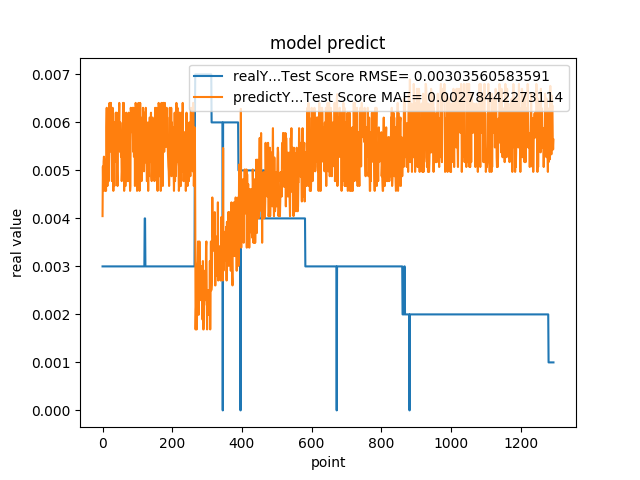 model predict
realY...Test Score RMSE= 0.00303560583591
predictY...Test Score MAE= 0.00278442273114
0.007
0.006
0.005
0.004
0.003
0.002
0.001
0.000
real value
0 200 400 600 800 1000 1200
point